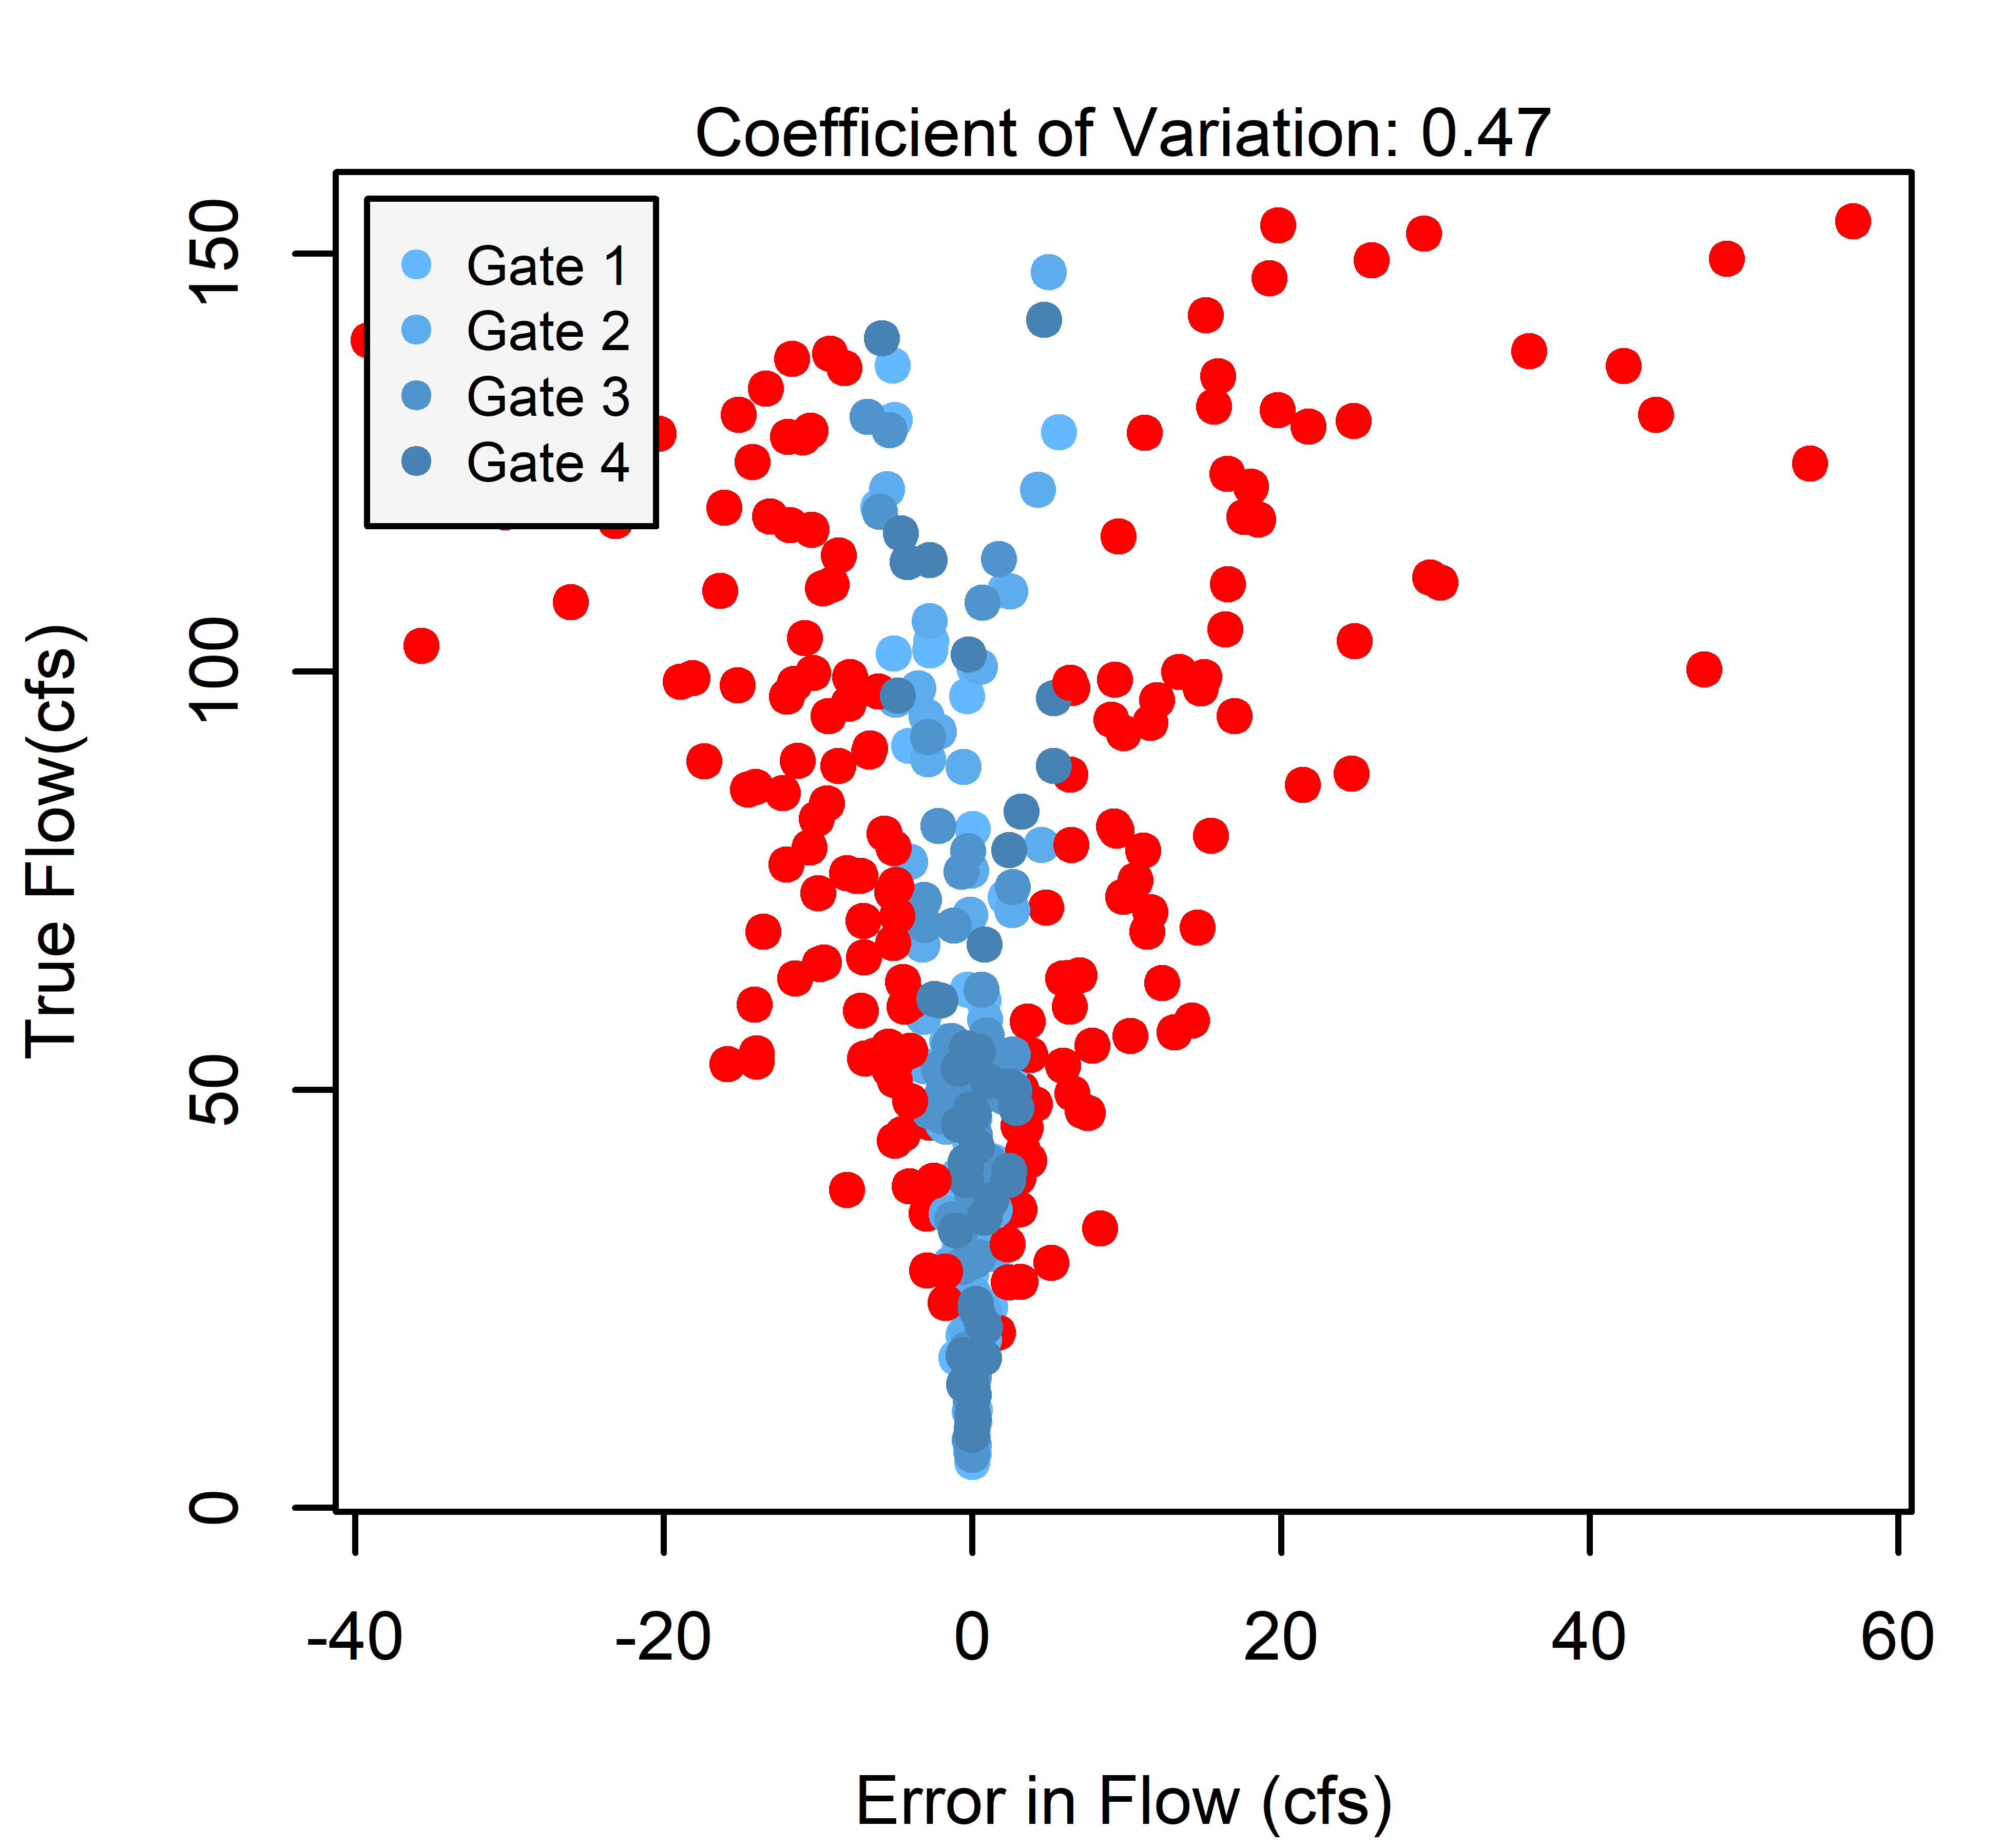 Coefficient of Variation: 0.47
Gate 1
Gate 2
Gate 3
Gate 4
True Flow(cfs)
150
100
50
0
-40 -20 0 20 40 60
Error in Flow (cfs)